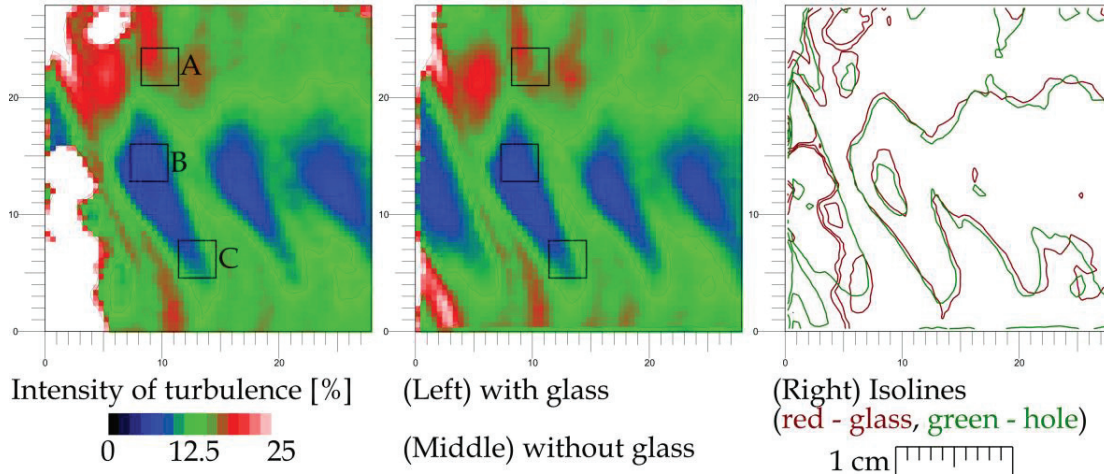 A
B
C
20
10
0
0
10
20
20
10
0
0
10
20
20
10
0
0
10
20
Intensity of turbulence [%]
0
12.5
25
(Left) with glass
(Middle) without glass
(Right) Isolines
(red - glass, green - hole)
1 cm